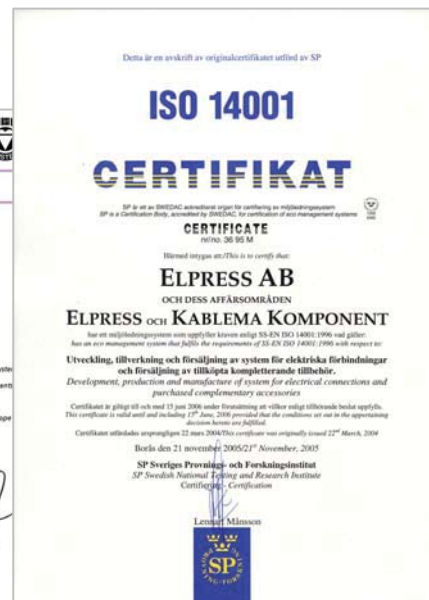 Detta är en avskrift av originalcertifikatet utförd av SP
ISO 14001
CERTIFIKAT
SP är ett av SWEDAC ackrediterat organ för certifiering av miljöledningssystem
SP is a Certification Body, accredited by SWEDAC, for certification of eco management systems
CERTIFICATE
nr/no. 36 95 M
Härmed intygas att:/This is to certify that:
ELPRESS AB
OCH DESS AFFÄRSOMRÅDEN
ELPRESS OCH KABLEMA KOMPONENT
har ett miljöledningssystem som uppfyller kraven enligt SS-EN ISO 14001:1996 vad gäller:
has an eco management system that fulfils the requirements of SS-EN ISO 14001:1996 with respect to:
Utveckling, tillverkning och försäljning av system för elektriska förbindningar
och försäljning av tillköpta kompletterande tillbehör.
Development, production and manufacture of system for electrical connections and
purchased complementary accessories
Certifikatet är giltigt till och med 15 juni 2006 under förutsättning att villkor enligt tillhörande beslut uppfylls.
This certificate is valid until and including 15th June, 2006 provided that the conditions set out in the appertaining
decision hereto are fulfilled.
Certifikatet utfärdades ursprungligen 22 mars 2004/This certificate was originally issued 22nd March, 2004
Borås den 21 november 2005/21st November, 2005
SP Sveriges Provnings- och Forskningsinstitut
SP Swedish National Testing and Research Institute
Certifiering - Certification
Lennart Månsson
SP
PROVNING·FORSKNING